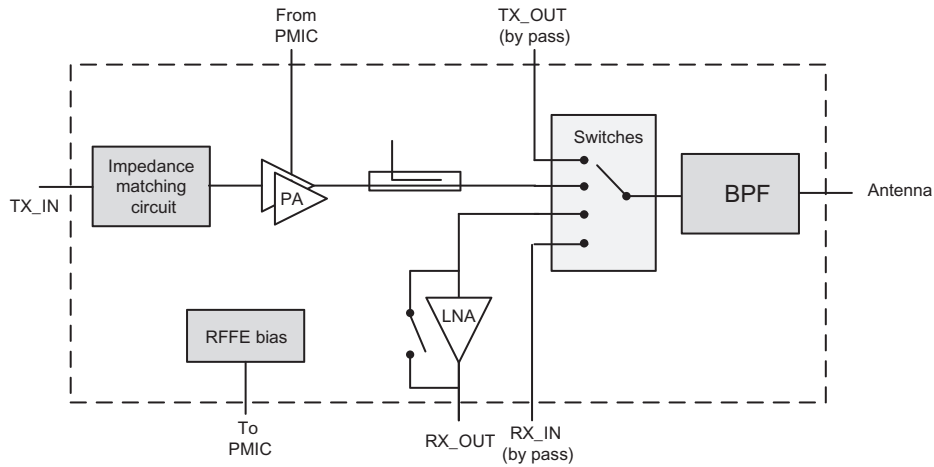 From
PMIC
TX_OUT
(by pass)
Switches
Impedance
matching
circuit
PA
BPF
Antenna
TX_IN
LNA
RFFE bias
To
PMIC
RX_OUT
RX_IN
(by pass)